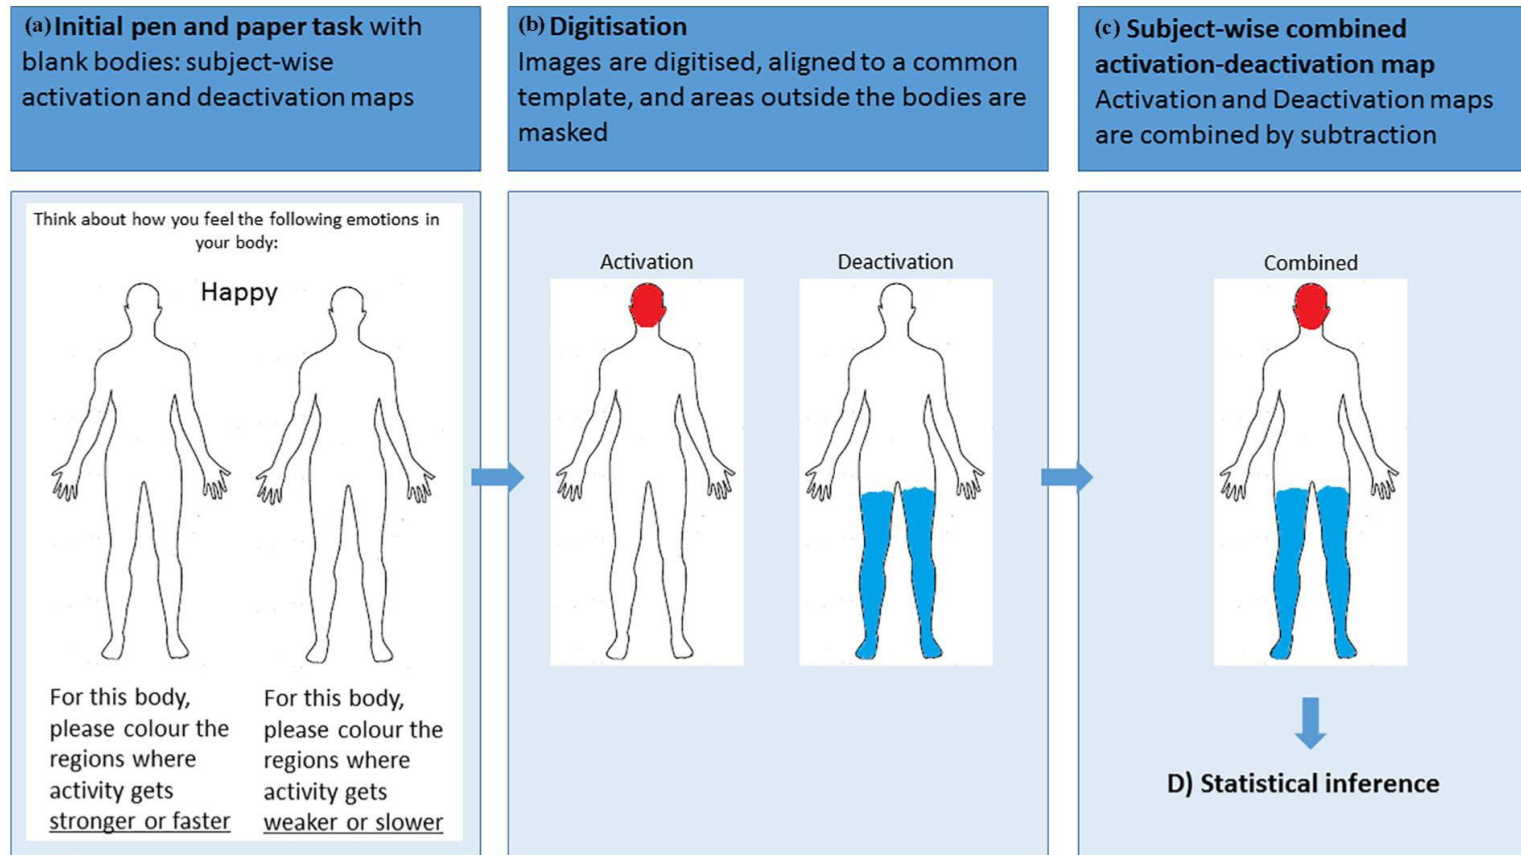 (a) Initial pen and paper task with
blank bodies: subject-wise
activation and deactivation maps
(b) Digitisation
Images are digitised, aligned to a common
template, and areas outside the bodies are
masked
(c) Subject-wise combined
activation-deactivation map
Activation and Deactivation maps
are combined by subtraction
Think about how you feel the following emotions in
your body:
Happy
For this body,
please colour the
regions where
activity gets
stronger or faster
For this body,
please colour the
regions where
activity gets
weaker or slower
Activation
Deactivation
Combined
D) Statistical inference